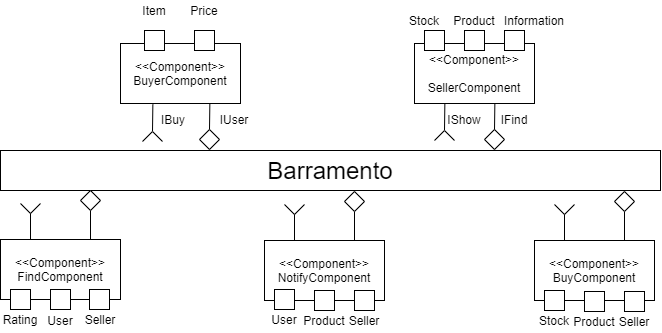 Item Price
Stock Product Information
<<Component>>
BuyerComponent
<<Component>>
SellerComponent
IBuy IUser
IShow IFind
Barramento
<<Component>>
FindComponent
<<Component>>
NotifyComponent
<<Component>>
BuyComponent
Rating User Seller
User Product Seller
Stock Product Seller